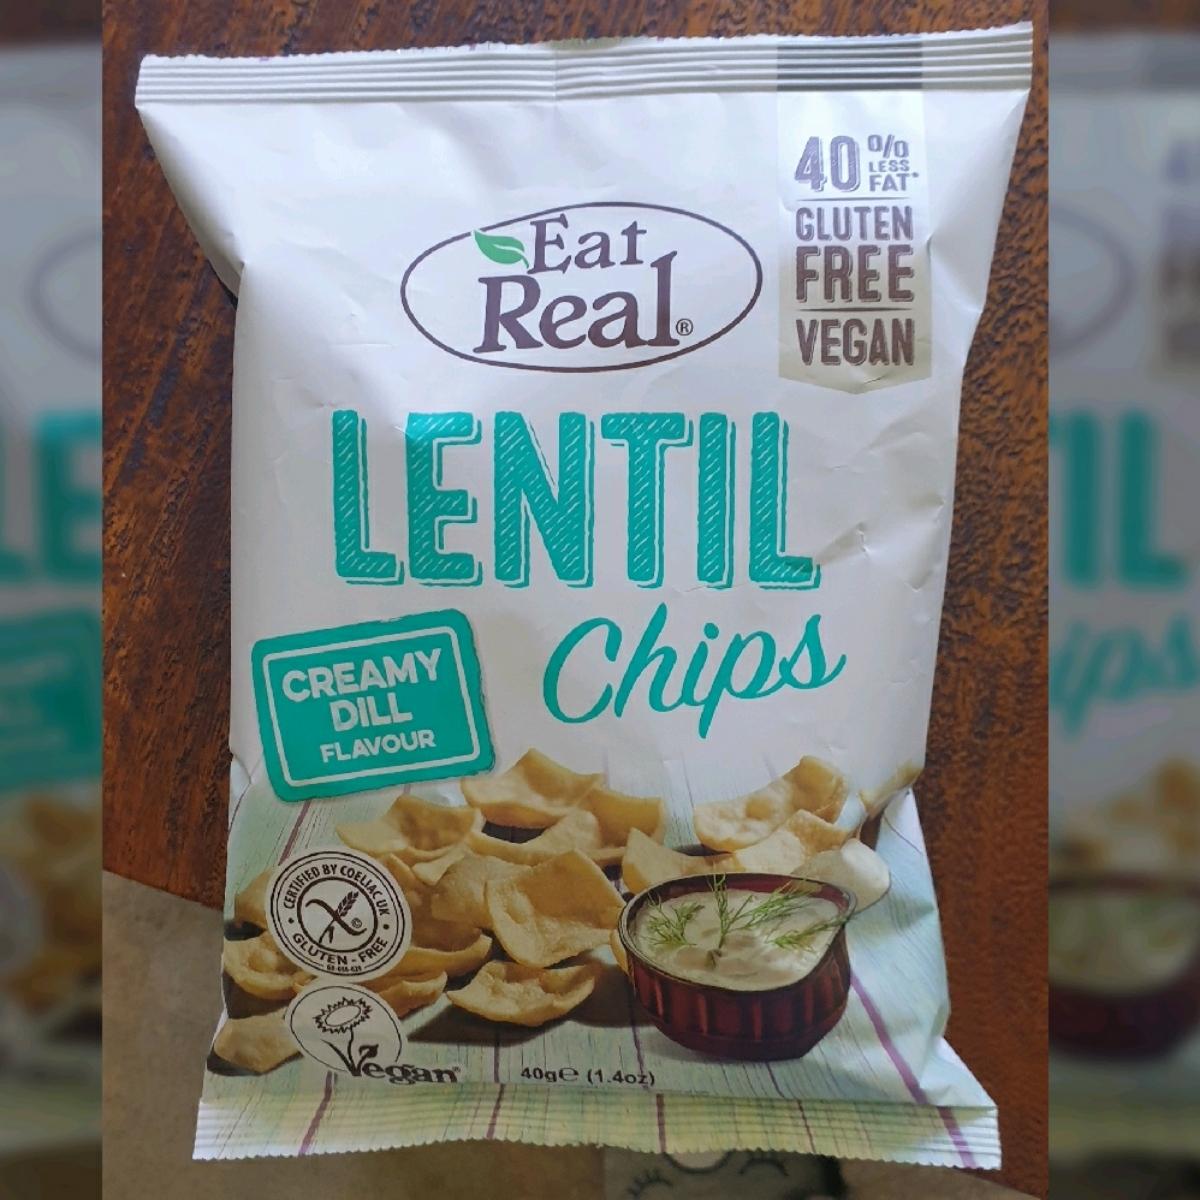 40% LESS FAT*
GLUTEN
FREE
VEGAN
Eat
Real®
LENTIL
Chips
CREAMY
DILL
FLAVOUR
CERTIFIED BY COELIAC UK
GLUTEN-FREE
Vegan
40g℮ (1.4oz)